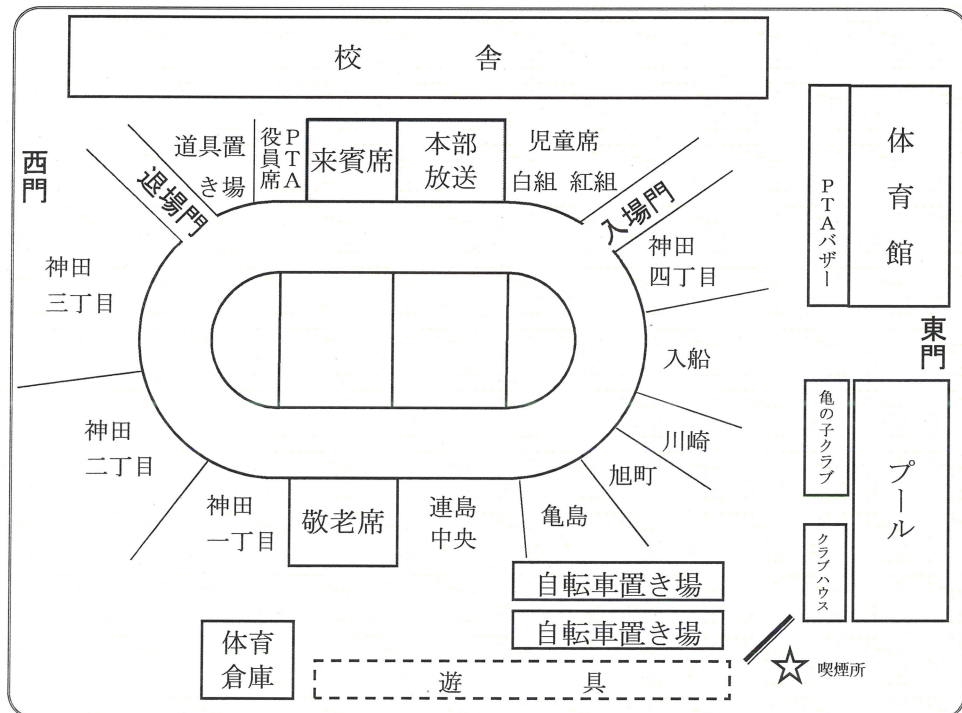 校　　　舎
西門
道具置
き場
PTA
役員席
来賓席
本部
放送
児童席
白組 紅組
退場門
入場門
体育館
PTAバザー
神田
三丁目
神田
四丁目
東門
入船
亀の子クラブ
プール
神田
二丁目
川崎
旭町
神田
一丁目
敬老席
連島
中央
亀島
クラブハウス
自転車置き場
自転車置き場
体育
倉庫
遊　　　具
喫煙所